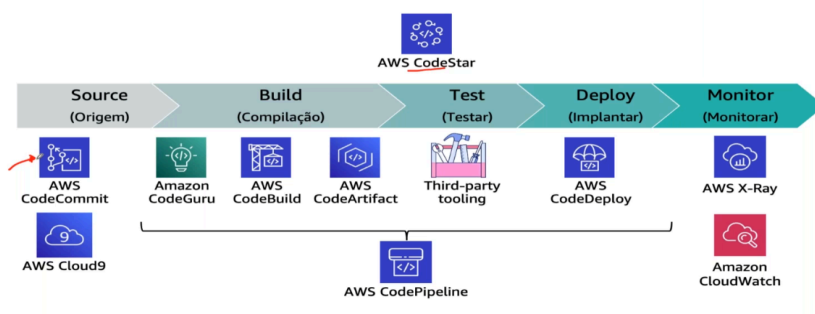 AWS CodeStar
Source
(Origem)
Build
(Compilação)
Test
(Testar)
Deploy
(Implantar)
Monitor
(Monitorar)
AWS
CodeCommit
Amazon
CodeGuru
AWS
CodeBuild
AWS
CodeArtifact
Third-party
tooling
AWS
CodeDeploy
AWS X-Ray
9
AWS Cloud9
AWS CodePipeline
Amazon
CloudWatch